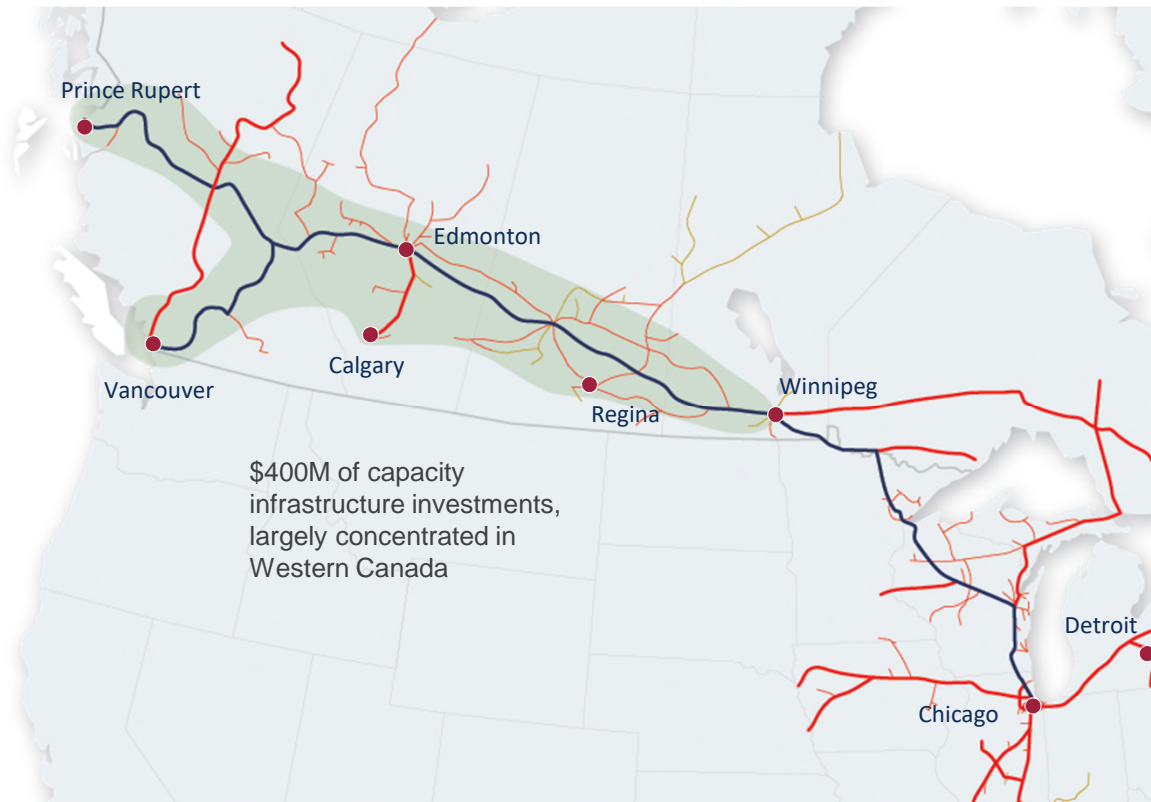 Prince Rupert
Edmonton
Calgary
Vancouver
Winnipeg
Regina
$400M of capacity
infrastructure investments,
largely concentrated in
Western Canada
Detroit
Chicago